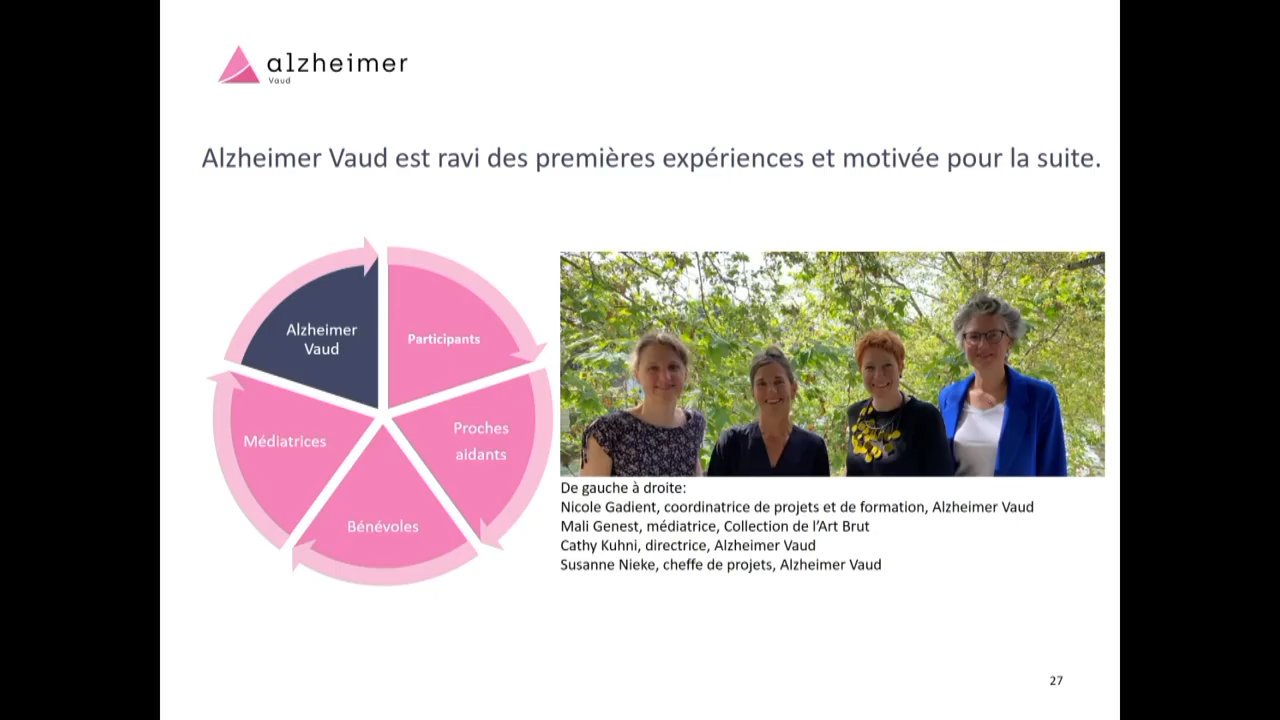 alzheimer
Vaud
Alzheimer Vaud est ravi des premières expériences et motivée pour la suite.
Alzheimer
Vaud
Participants
Proches
aidants
Bénévoles
Médiatrices
De gauche à droite:
Nicole Gadient, coordinatrice de projets et de formation, Alzheimer Vaud
Mali Genest, médiatrice, Collection de l'Art Brut
Cathy Kuhni, directrice, Alzheimer Vaud
Susanne Nieke, cheffe de projets, Alzheimer Vaud
27